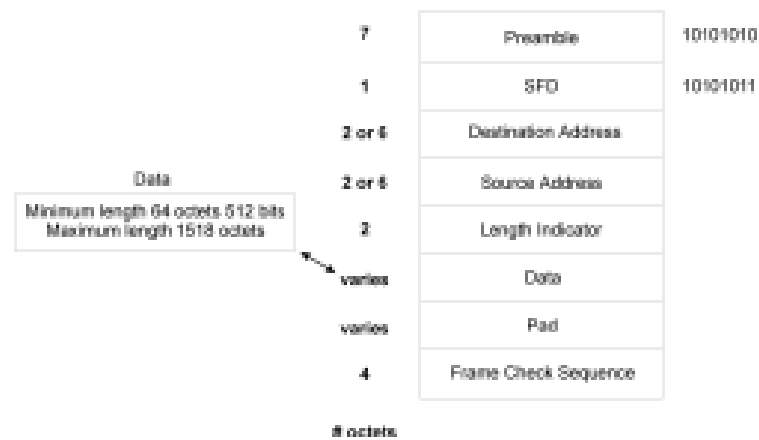 7 Preamble 10101010
1 SFD 10101011
2 or 6 Destination Address
2 or 6 Source Address
Data
Minimum length 64 octets 512 bits
Maximum length 1518 octets
2 Length Indicator
varies Data
varies Pad
4 Frame Check Sequence
# octets